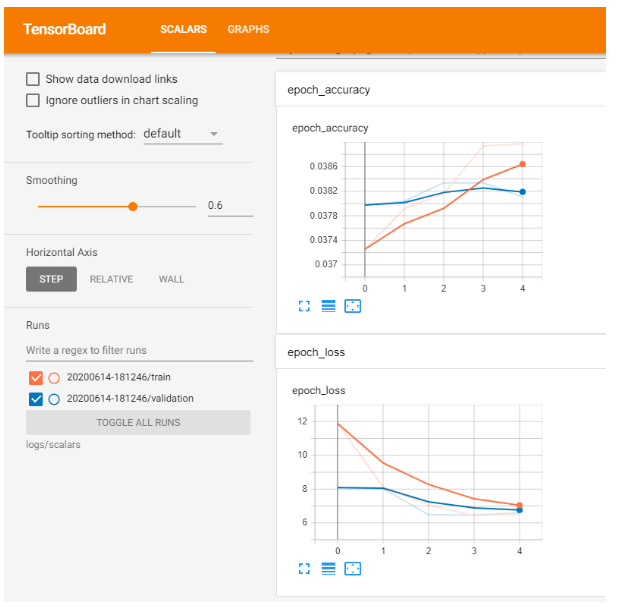 TensorBoard SCALARS GRAPHS
Show data download links
Ignore outliers in chart scaling
Tooltip sorting method: default
Smoothing
0.6
Horizontal Axis
STEP RELATIVE WALL
Runs
Write a regex to filter runs
20200614-181246/train
20200614-181246/validation
TOGGLE ALL RUNS
logs/scalars
epoch_accuracy
epoch_accuracy
0.0386
0.0382
0.0378
0.0374
0.037
0 1 2 3 4
epoch_loss
epoch_loss
12
10
8
6
0 1 2 3 4